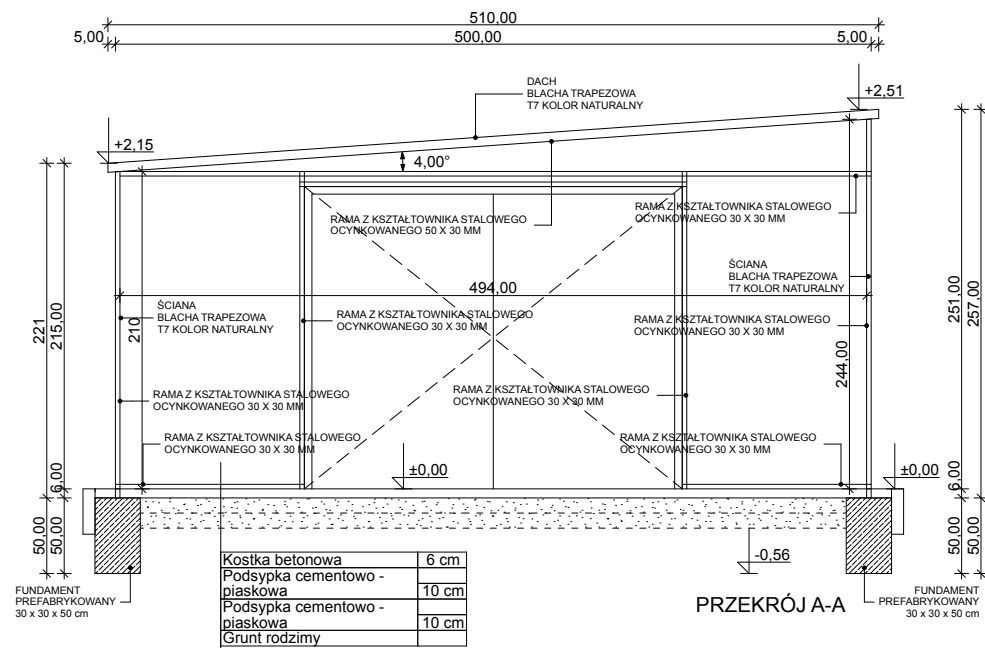 510,00
5,00
500,00
5,00
DACH
BLACHA TRAPEZOWA
T7 KOLOR NATURALNY
+2,51
+2,15
4,00°
RAMA Z KSZTAŁTOWNIKA STALOWEGO
OCYNKOWANEGO 50 X 30 MM
RAMA Z KSZTAŁTOWNIKA STALOWEGO
OCYNKOWANEGO 30 X 30 MM
ŚCIANA
BLACHA TRAPEZOWA
T7 KOLOR NATURALNY
494,00
ŚCIANA
BLACHA TRAPEZOWA
T7 KOLOR NATURALNY
RAMA Z KSZTAŁTOWNIKA STALOWEGO
OCYNKOWANEGO 30 X 30 MM
RAMA Z KSZTAŁTOWNIKA STALOWEGO
OCYNKOWANEGO 30 X 30 MM
221
215,00
210
244,00
251,00
257,00
RAMA Z KSZTAŁTOWNIKA STALOWEGO
OCYNKOWANEGO 30 X 30 MM
RAMA Z KSZTAŁTOWNIKA STALOWEGO
OCYNKOWANEGO 30 X 30 MM
RAMA Z KSZTAŁTOWNIKA STALOWEGO
OCYNKOWANEGO 30 X 30 MM
RAMA Z KSZTAŁTOWNIKA STALOWEGO
OCYNKOWANEGO 30 X 30 MM
±0,00
±0,00
6,00
6,00
50,00
50,00
50,00
50,00
-0,56
Kostka betonowa 6 cm
Podsypka cementowo -
piaskowa 10 cm
Podsypka cementowo -
piaskowa 10 cm
Grunt rodzimy
FUNDAMENT
PREFABRYKOWANY
30 x 30 x 50 cm
PRZEKRÓJ A-A
FUNDAMENT
PREFABRYKOWANY
30 x 30 x 50 cm